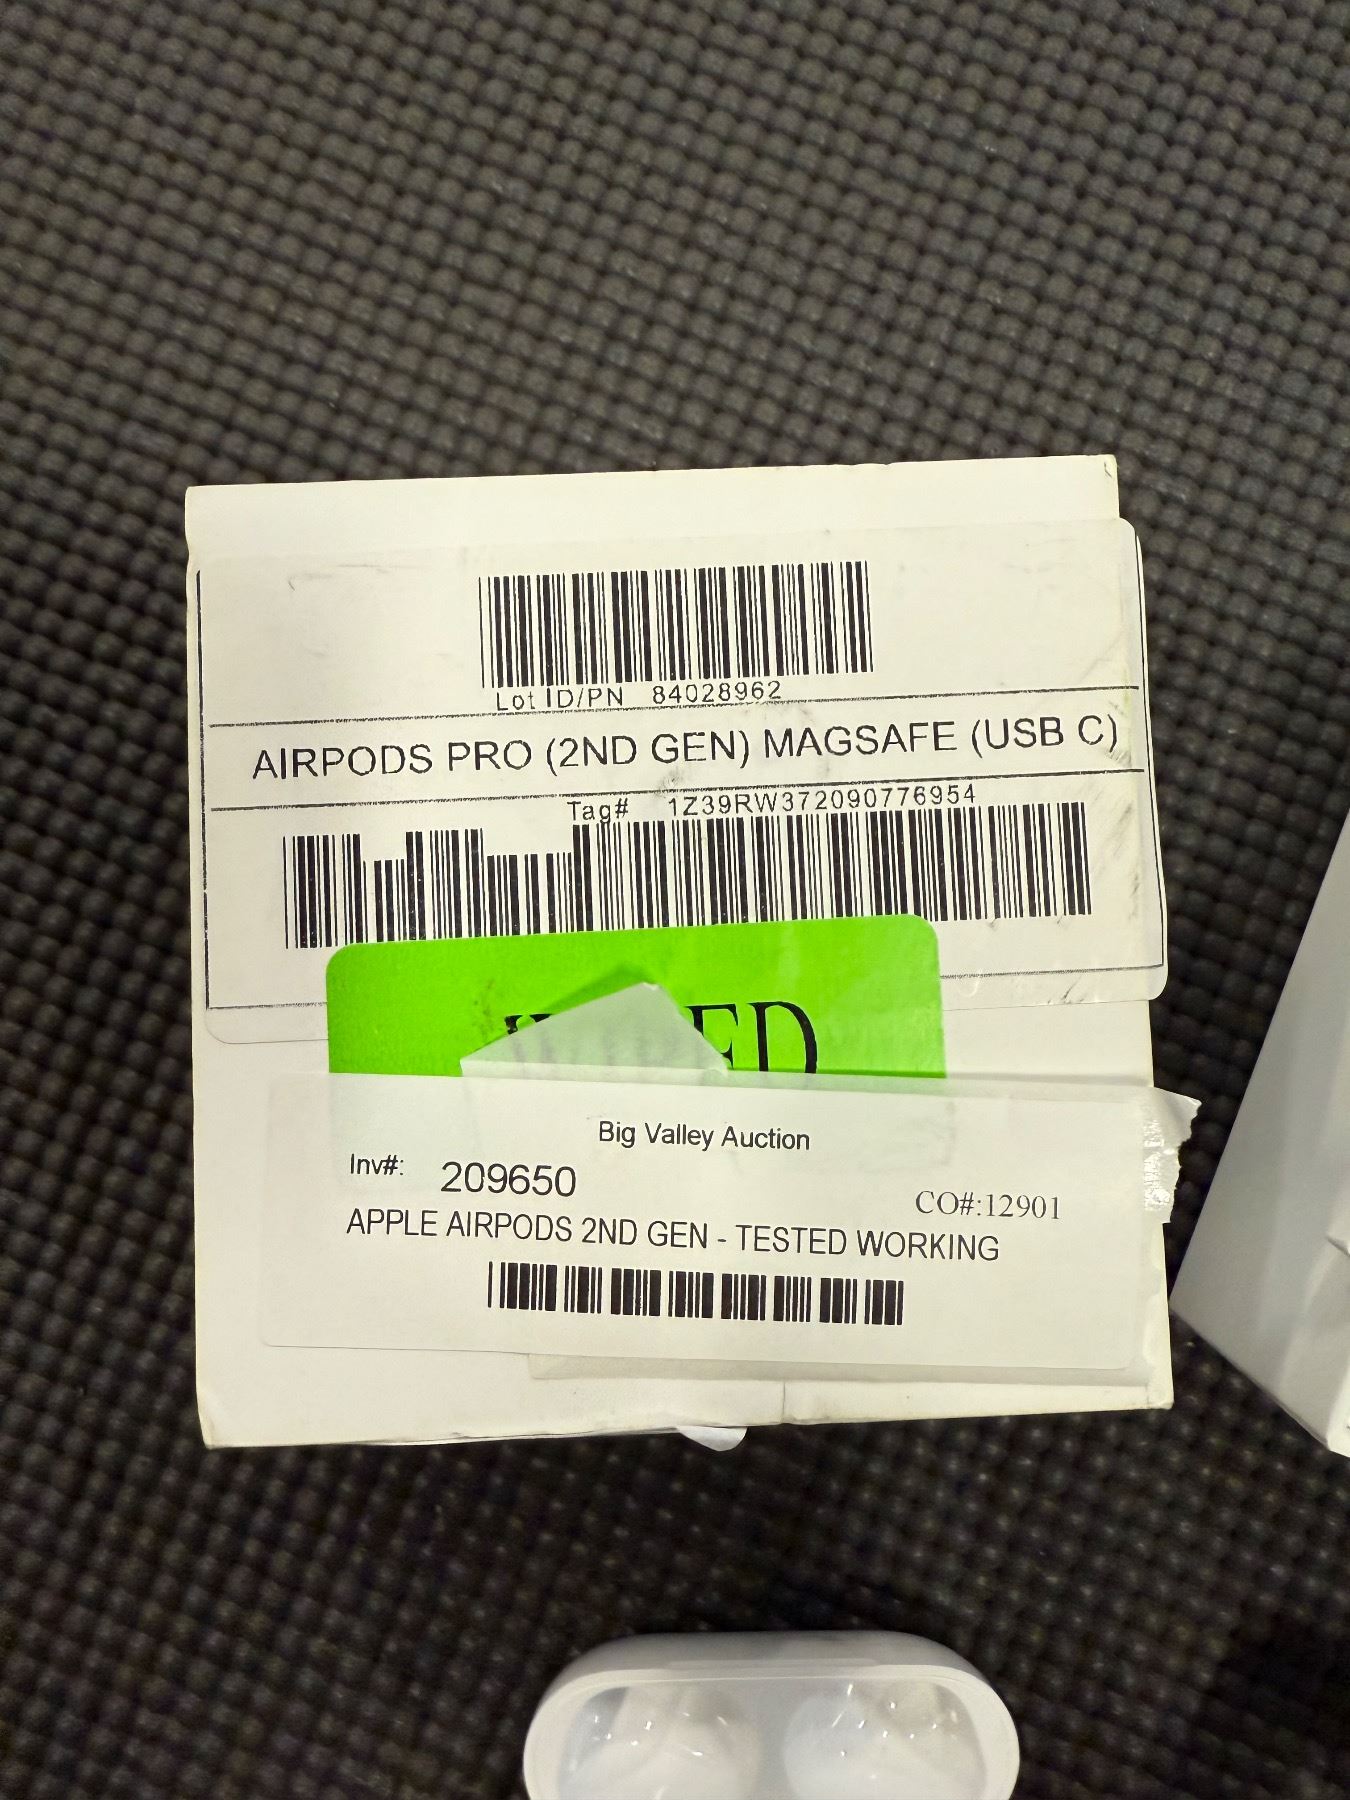 Lot ID/PN 84028962
AIRPODS PRO (2ND GEN) MAGSAFE (USB C)
Tag# 1Z39RW372090776954
Big Valley Auction
Inv#: 209650
CO#:12901
APPLE AIRPODS 2ND GEN - TESTED WORKING